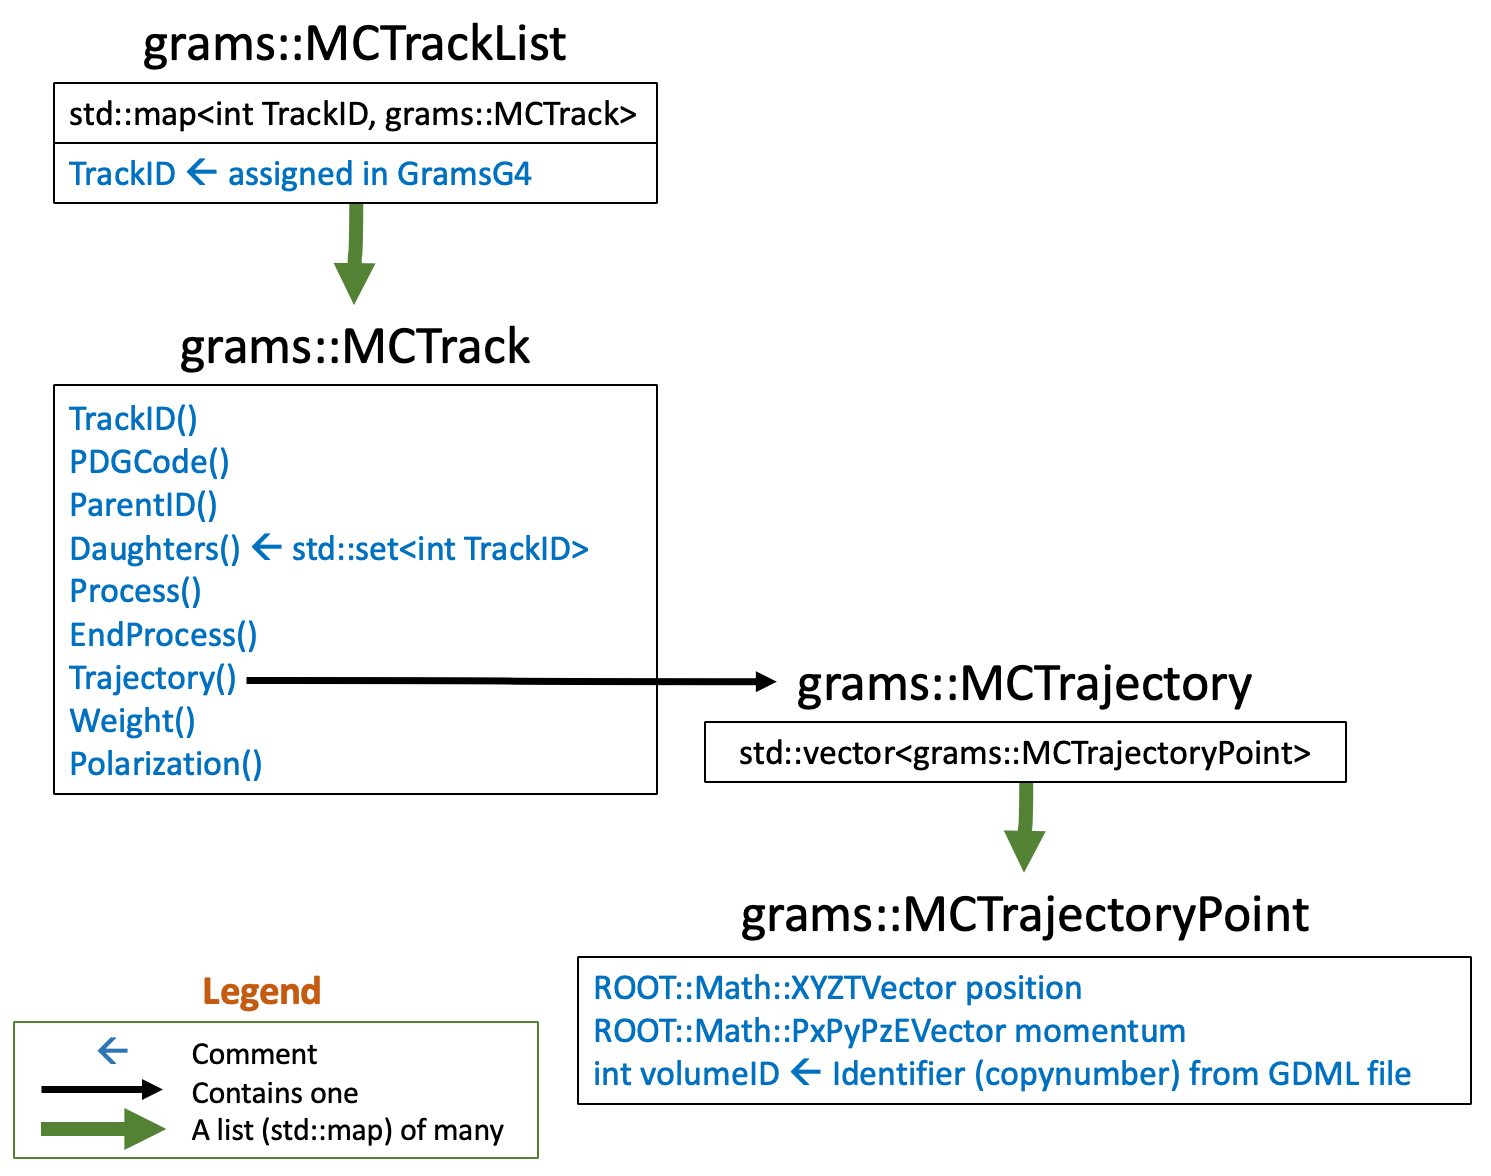 grams::MCTrackList
std::map<int TrackID, grams::MCTrack>
TrackID ← assigned in GramsG4
grams::MCTrack
TrackID()
PDGCode()
ParentID()
Daughters() ← std::set<int TrackID>
Process()
EndProcess()
Trajectory()
Weight()
Polarization()
grams::MCTrajectory
std::vector<grams::MCTrajectoryPoint>
grams::MCTrajectoryPoint
ROOT::Math::XYZTVector position
ROOT::Math::PxPyPzEVector momentum
int volumeID ← Identifier (copynumber) from GDML file
Legend
← Comment
Contains one
A list (std::map) of many